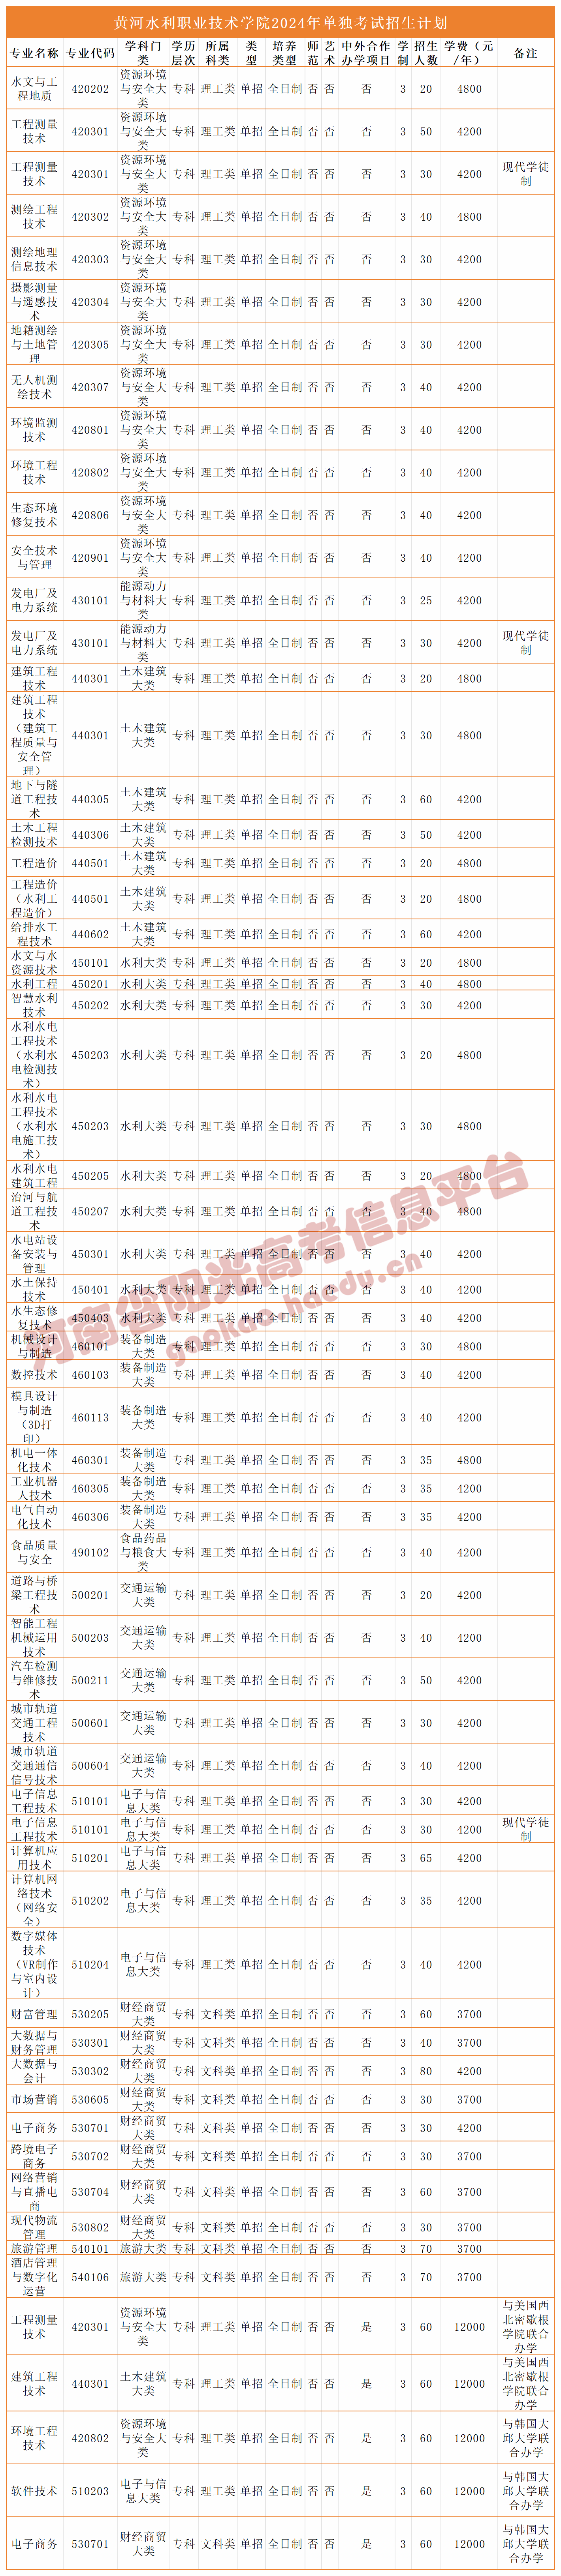 黄河水利职业技术学院2024年单独考试招生计划
专业名称 专业代码 学科门类 学历层次 所属科类 类型 培养类型 师范 艺术 中外合作办学项目 学制 招生人数 学费（元/年） 备注
水文与工程地质 420202 资源环境与安全大类 专科 理工类 单招 全日制 否 否 否 3 20 4800
工程测量技术 420301 资源环境与安全大类 专科 理工类 单招 全日制 否 否 否 3 50 4200
工程测量技术 420301 资源环境与安全大类 专科 理工类 单招 全日制 否 否 否 3 30 4200 现代学徒制
测绘工程技术 420302 资源环境与安全大类 专科 理工类 单招 全日制 否 否 否 3 40 4800
测绘地理信息技术 420303 资源环境与安全大类 专科 理工类 单招 全日制 否 否 否 3 30 4200
摄影测量与遥感技术 420304 资源环境与安全大类 专科 理工类 单招 全日制 否 否 否 3 30 4200
地籍测绘与土地管理 420305 资源环境与安全大类 专科 理工类 单招 全日制 否 否 否 3 30 4200
无人机测绘技术 420307 资源环境与安全大类 专科 理工类 单招 全日制 否 否 否 3 40 4200
环境监测技术 420801 资源环境与安全大类 专科 理工类 单招 全日制 否 否 否 3 40 4200
环境工程技术 420802 资源环境与安全大类 专科 理工类 单招 全日制 否 否 否 3 40 4200
生态环境修复技术 420806 资源环境与安全大类 专科 理工类 单招 全日制 否 否 否 3 40 4200
安全技术与管理 420901 资源环境与安全大类 专科 理工类 单招 全日制 否 否 否 3 40 4200
发电厂及电力系统 430101 能源动力与材料大类 专科 理工类 单招 全日制 否 否 否 3 25 4200
发电厂及电力系统 430101 能源动力与材料大类 专科 理工类 单招 全日制 否 否 否 3 30 4200 现代学徒制
建筑工程技术 440301 土木建筑大类 专科 理工类 单招 全日制 否 否 否 3 20 4800
建筑工程技术（建筑工程质量与安全管理） 440301 土木建筑大类 专科 理工类 单招 全日制 否 否 否 3 30 4800
地下与隧道工程技术 440305 土木建筑大类 专科 理工类 单招 全日制 否 否 否 3 60 4200
土木工程检测技术 440306 土木建筑大类 专科 理工类 单招 全日制 否 否 否 3 50 4200
工程造价 440501 土木建筑大类 专科 理工类 单招 全日制 否 否 否 3 20 4800
工程造价（水利工程造价） 440501 土木建筑大类 专科 理工类 单招 全日制 否 否 否 3 20 4800
给排水工程技术 440602 土木建筑大类 专科 理工类 单招 全日制 否 否 否 3 60 4200
水文与水资源技术 450101 水利大类 专科 理工类 单招 全日制 否 否 否 3 20 4800
水利工程 450201 水利大类 专科 理工类 单招 全日制 否 否 否 3 40 4800
智慧水利技术 450202 水利大类 专科 理工类 单招 全日制 否 否 否 3 30 4200
水利水电工程技术（水利水电检测技术） 450203 水利大类 专科 理工类 单招 全日制 否 否 否 3 20 4800
水利水电工程技术（水利水电施工技术） 450203 水利大类 专科 理工类 单招 全日制 否 否 否 3 30 4800
水利水电建筑工程 450205 水利大类 专科 理工类 单招 全日制 否 否 否 3 20 4800
治河与航道工程技术 450207 水利大类 专科 理工类 单招 全日制 否 否 否 3 40 4800
水电站设备安装与管理 450301 水利大类 专科 理工类 单招 全日制 否 否 否 3 40 4200
水土保持技术 450401 水利大类 专科 理工类 单招 全日制 否 否 否 3 40 4200
水生态修复技术 450403 水利大类 专科 理工类 单招 全日制 否 否 否 3 40 4200
机械设计与制造 460101 装备制造大类 专科 理工类 单招 全日制 否 否 否 3 30 4800
数控技术 460103 装备制造大类 专科 理工类 单招 全日制 否 否 否 3 40 4200
模具设计与制造（3D打印） 460113 装备制造大类 专科 理工类 单招 全日制 否 否 否 3 40 4200
机电一体化技术 460301 装备制造大类 专科 理工类 单招 全日制 否 否 否 3 35 4800
工业机器人技术 460305 装备制造大类 专科 理工类 单招 全日制 否 否 否 3 35 4200
电气自动化技术 460306 装备制造大类 专科 理工类 单招 全日制 否 否 否 3 35 4200
食品质量与安全 490102 食品药品与粮食大类 专科 理工类 单招 全日制 否 否 否 3 40 4200
道路与桥梁工程技术 500201 交通运输大类 专科 理工类 单招 全日制 否 否 否 3 20 4200
智能工程机械运用技术 500203 交通运输大类 专科 理工类 单招 全日制 否 否 否 3 40 4200
汽车检测与维修技术 500211 交通运输大类 专科 理工类 单招 全日制 否 否 否 3 50 4200
城市轨道交通工程技术 500601 交通运输大类 专科 理工类 单招 全日制 否 否 否 3 30 4200
城市轨道交通通信信号技术 500604 交通运输大类 专科 理工类 单招 全日制 否 否 否 3 40 4200
电子信息工程技术 510101 电子与信息大类 专科 理工类 单招 全日制 否 否 否 3 30 4200
电子信息工程技术 510101 电子与信息大类 专科 理工类 单招 全日制 否 否 否 3 30 4200 现代学徒制
计算机应用技术 510201 电子与信息大类 专科 理工类 单招 全日制 否 否 否 3 65 4200
计算机网络技术（网络安全） 510202 电子与信息大类 专科 理工类 单招 全日制 否 否 否 3 35 4200
数字媒体技术（VR制作与室内设计） 510204 电子与信息大类 专科 理工类 单招 全日制 否 否 否 3 40 4200
财富管理 530205 财经商贸大类 专科 文科类 单招 全日制 否 否 否 3 60 3700
大数据与财务管理 530301 财经商贸大类 专科 文科类 单招 全日制 否 否 否 3 40 3700
大数据与会计 530302 财经商贸大类 专科 文科类 单招 全日制 否 否 否 3 80 4200
市场营销 530605 财经商贸大类 专科 文科类 单招 全日制 否 否 否 3 30 3700
电子商务 530701 财经商贸大类 专科 文科类 单招 全日制 否 否 否 3 30 4200
跨境电子商务 530702 财经商贸大类 专科 文科类 单招 全日制 否 否 否 3 30 3700
网络营销与直播电商 530704 财经商贸大类 专科 文科类 单招 全日制 否 否 否 3 60 3700
现代物流管理 530802 财经商贸大类 专科 文科类 单招 全日制 否 否 否 3 30 3700
旅游管理 540101 旅游大类 专科 文科类 单招 全日制 否 否 否 3 70 3700
酒店管理与数字化运营 540106 旅游大类 专科 文科类 单招 全日制 否 否 否 3 70 3700
工程测量技术 420301 资源环境与安全大类 专科 理工类 单招 全日制 否 否 是 3 60 12000 与美国西北密歇根学院联合办学
建筑工程技术 440301 土木建筑大类 专科 理工类 单招 全日制 否 否 是 3 60 12000 与美国西北密歇根学院联合办学
环境工程技术 420802 资源环境与安全大类 专科 理工类 单招 全日制 否 否 是 3 60 12000 与韩国大邱大学联合办学
软件技术 510203 电子与信息大类 专科 理工类 单招 全日制 否 否 是 3 60 12000 与韩国大邱大学联合办学
电子商务 530701 财经商贸大类 专科 文科类 单招 全日制 否 否 是 3 60 12000 与韩国大邱大学联合办学
河南省阳光高考信息平台
gaokao.haedu.cn